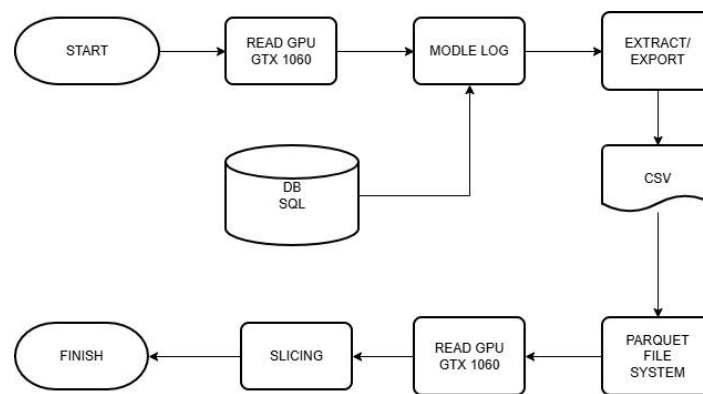 START
READ GPU
GTX 1060
MODLE LOG
EXTRACT/
EXPORT
DB
SQL
CSV
FINISH
SLICING
READ GPU
GTX 1060
PARQUET
FILE
SYSTEM